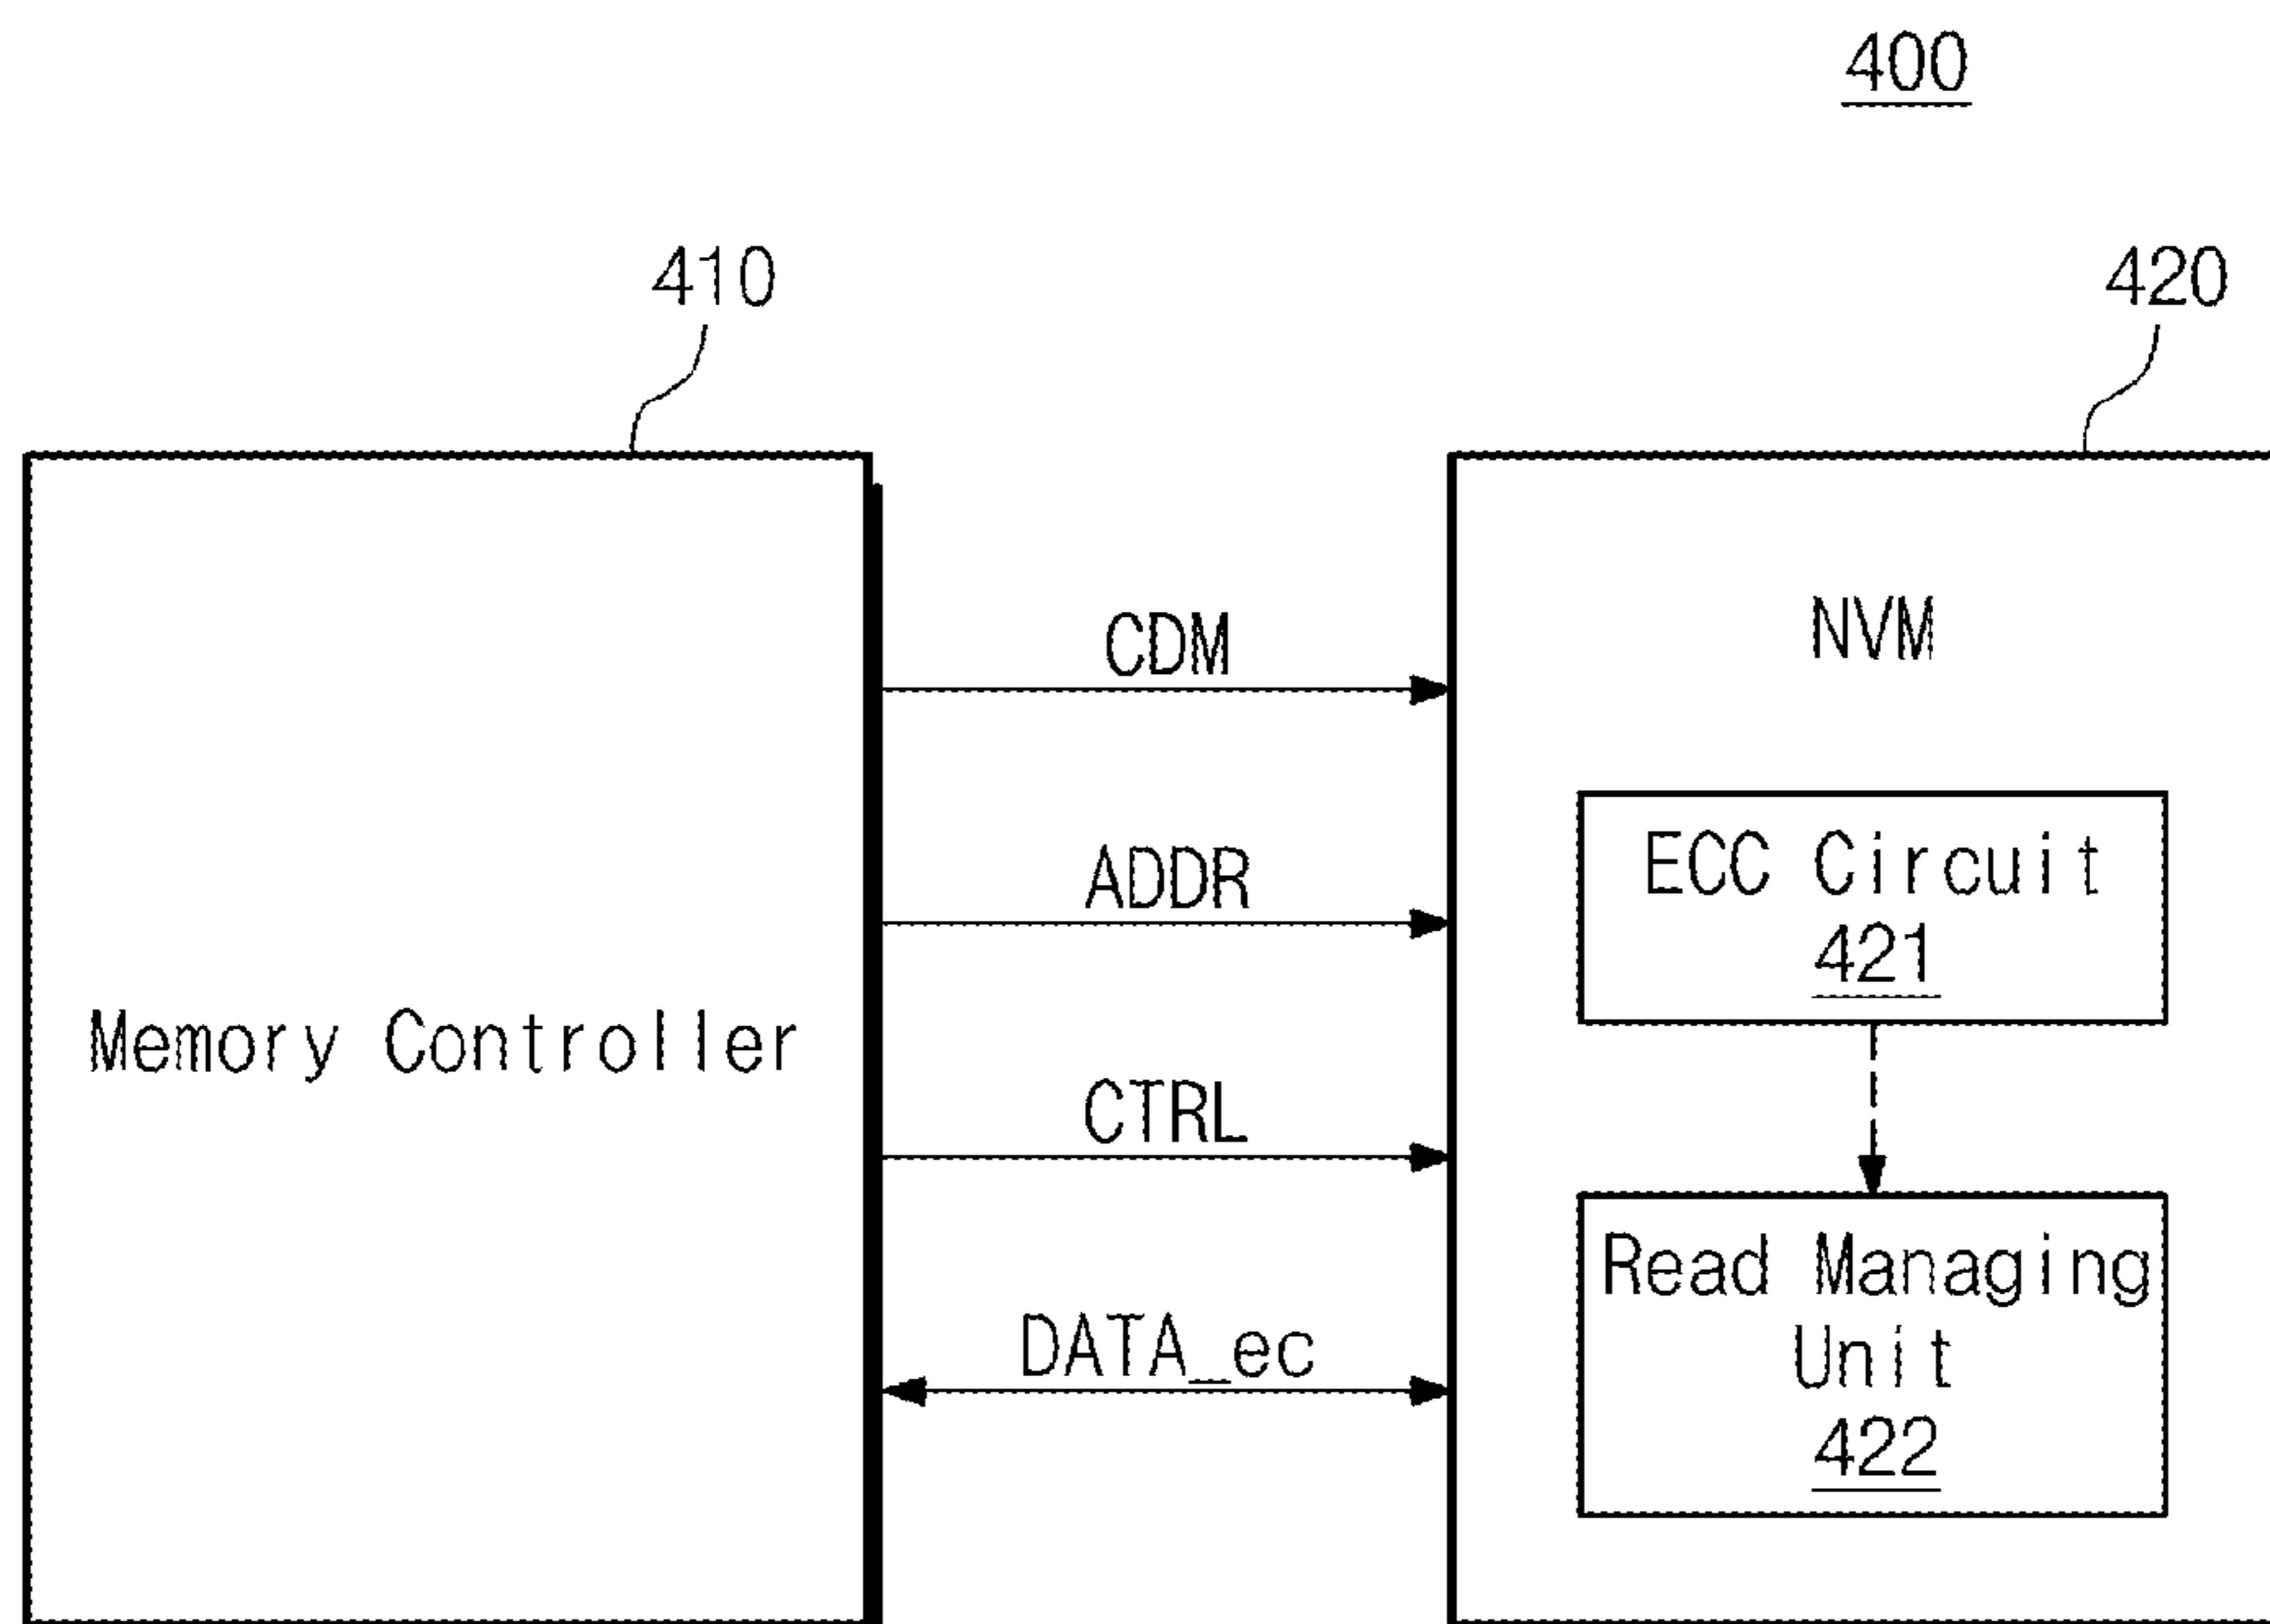 400
410
420
Memory Controller
CDM
ADDR
CTRL
DATA_ec
NVM
ECC Circuit
421
Read Managing
Unit
422